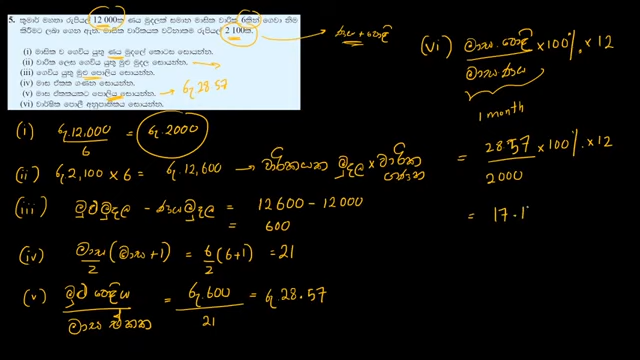 5. කුමාර් මහතා රුපියල් 12 000ක ණය මුදලක් සමාන මාසික වාරික 6කින් ගෙවා නිම
කිරීමට ලබා ගෙන ඇත. මාසික වාරිකයක වටිනාකම රුපියල් 2 100කි.
(i) මාසික ව ගෙවිය යුතු ණය මුදලේ කොටස සොයන්න.
(ii) වාරික ලෙස ගෙවිය යුතු මුළු මුදල සොයන්න.
(iii) ගෙවිය යුතු මුළු පොලිය සොයන්න.
(iv) මාස ඒකක ගණන සොයන්න.
(v) මාස ඒකකයකට පොලිය සොයන්න. → රු. 28.57
(vi) වාර්ෂික පොලී අනුපාතිකය සොයන්න.
ණය + පොලී
(i) රු. 12,000 / 6 = රු. 2000
(ii) රු 2,100 × 6 = රු. 12,600 → වාරිකයක මුදල × වාරික ගණන
(iii) මුළු මුදල - ණය මුදල = 12600 - 12000
= 600
(iv) මාස/2 (මාස + 1) = 6/2 (6+1) = 21
(v) මුළු පොලිය / මාස ඒකක = රු. 600 / 21 = රු. 28.57
(vi) මාස පොලී / මාස ණය × 100% × 12
1 month
= 28.57 / 2000 × 100% × 12
= 17.1